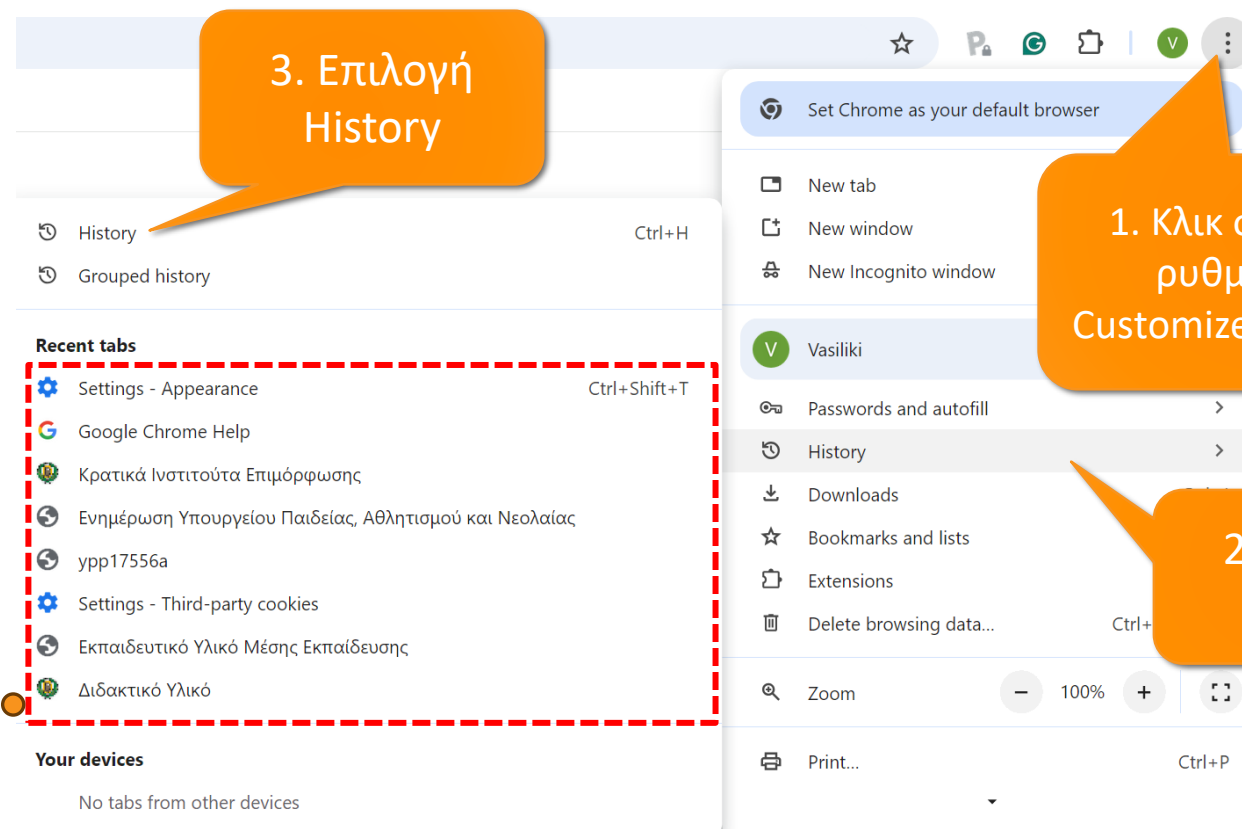 3. Επιλογή
History
V
Set Chrome as your default browser
New tab
New window
New Incognito window
1. Κλικ
Customize
V
Vasiliki
Passwords and autofill
History
Downloads
Bookmarks and lists
Extensions
Delete browsing data...
Ctrl+
2
Zoom
100%
Print...
Ctrl+P
History
Ctrl+H
Grouped history
Recent tabs
Settings - Appearance
Ctrl+Shift+T
Google Chrome Help
Κρατικά Ινστιτούτα Επιμόρφωσης
Ενημέρωση Υπουργείου Παιδείας, Αθλητισμού και Νεολαίας
ypp17556a
Settings - Third-party cookies
Εκπαιδευτικό Υλικό Μέσης Εκπαίδευσης
Διδακτικό Υλικό
Your devices
No tabs from other devices